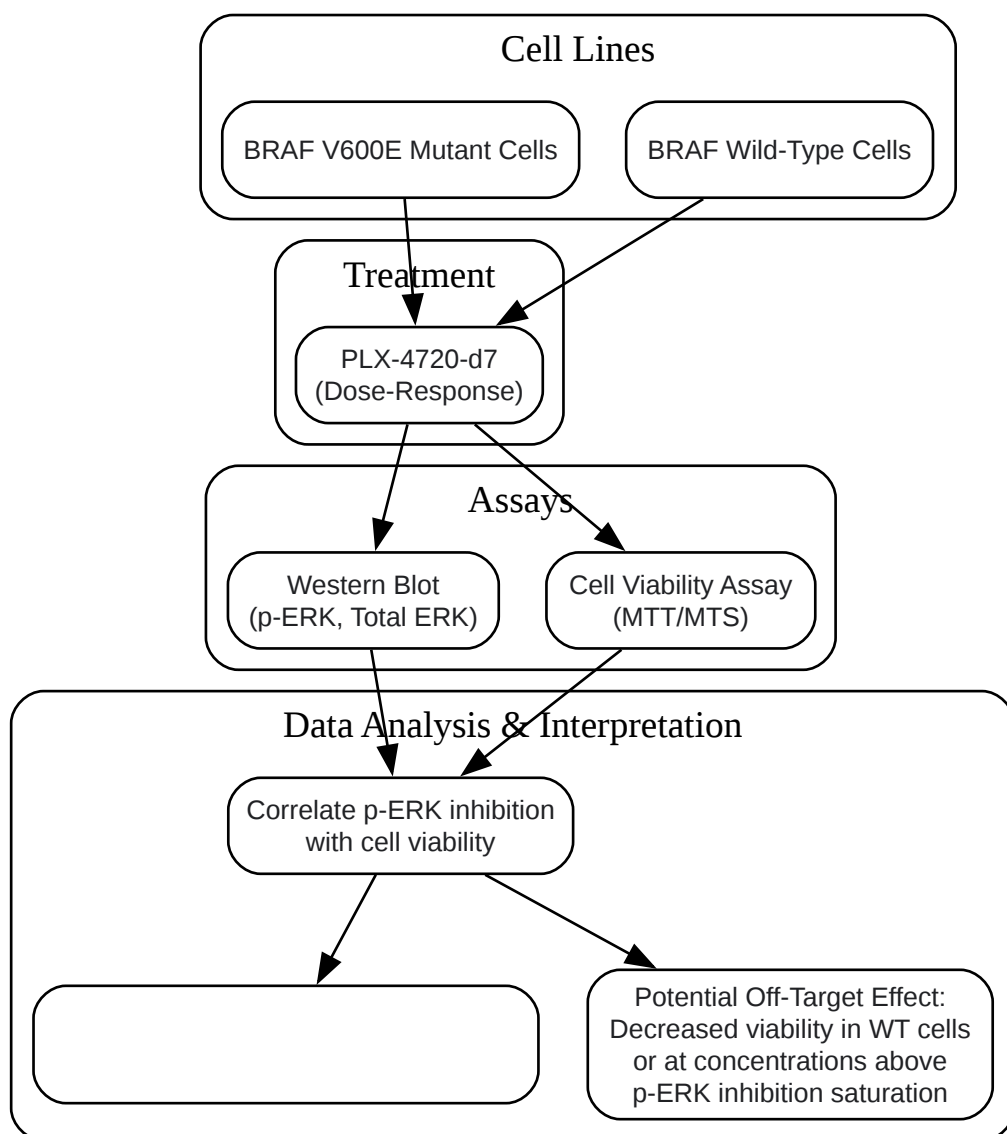 Cell Lines
BRAF V600E Mutant Cells
BRAF Wild-Type Cells
Treatment
PLX-4720-d7
(Dose-Response)
Assays
Western Blot
(p-ERK, Total ERK)
Cell Viability Assay
(MTT/MTS)
Data Analysis & Interpretation
Correlate p-ERK inhibition
with cell viability
Potential Off-Target Effect:
Decreased viability in WT cells
or at concentrations above
p-ERK inhibition saturation